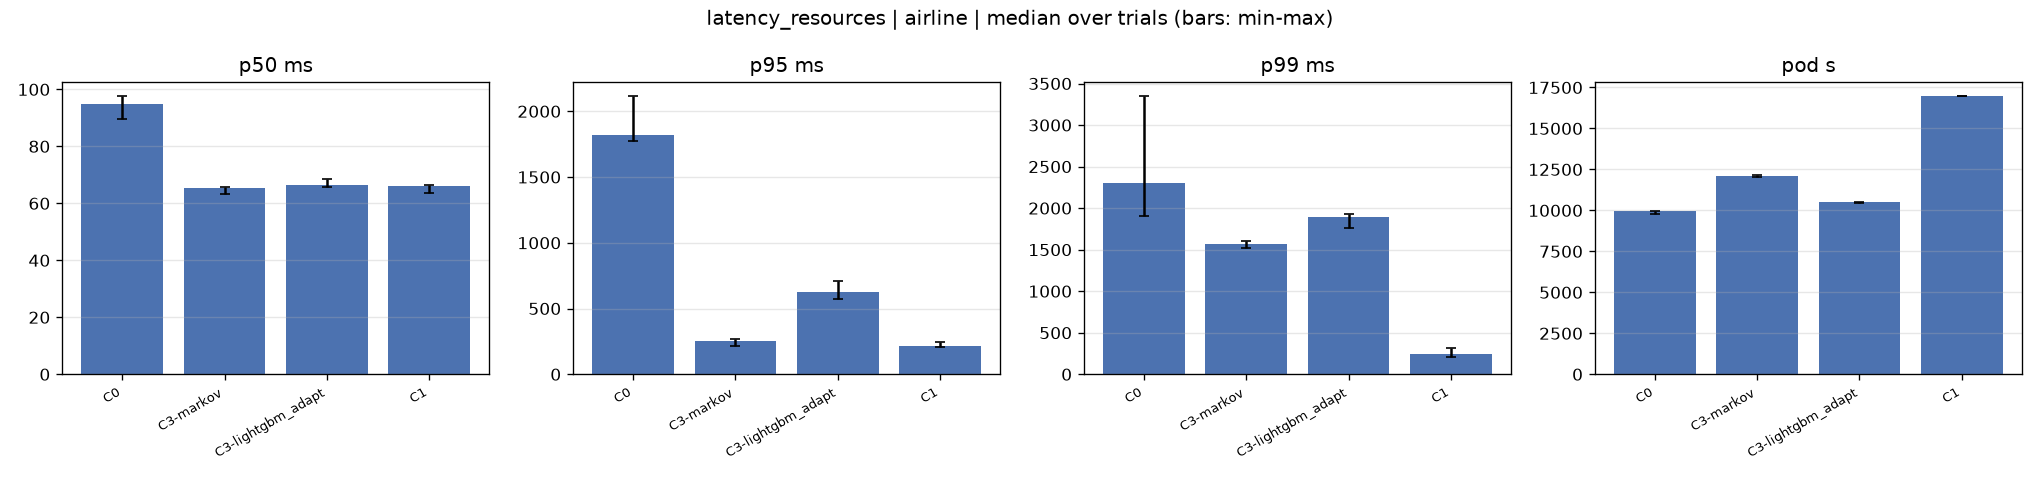 latency_resources | airline | median over trials (bars: min-max)
p50 ms
100
80
60
40
20
0
C0
C3-markov
C3-lightgbm_adapt
C1
p95 ms
2000
1500
1000
500
0
C0
C3-markov
C3-lightgbm_adapt
C1
p99 ms
3500
3000
2500
2000
1500
1000
500
0
C0
C3-markov
C3-lightgbm_adapt
C1
pod s
17500
15000
12500
10000
7500
5000
2500
0
C0
C3-markov
C3-lightgbm_adapt
C1